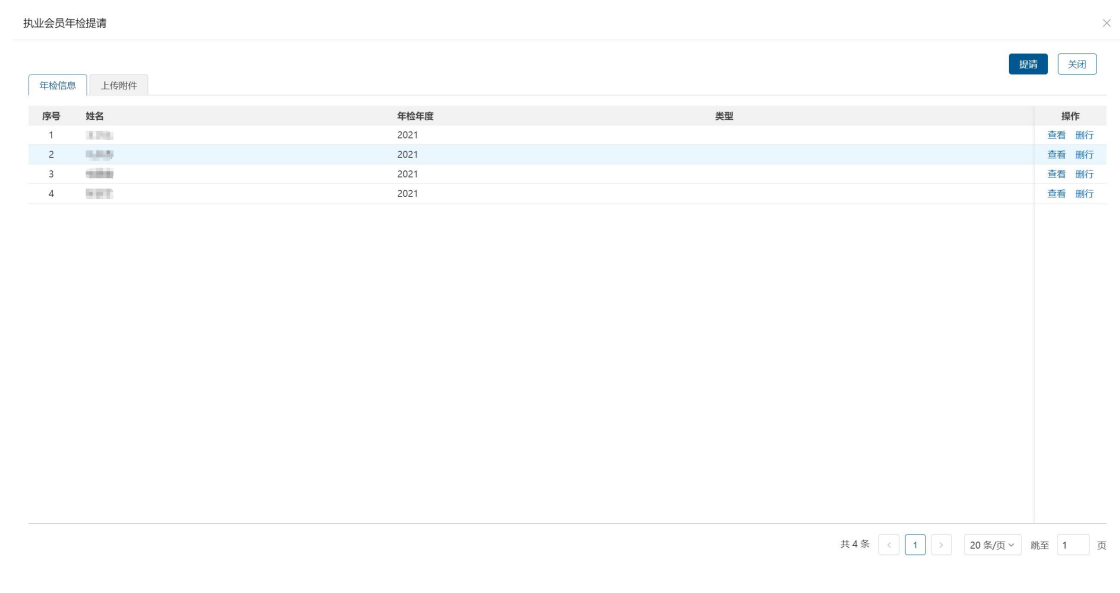 执业会员年检提请
提请 关闭
年检信息 上传附件
序号 姓名 年检年度 类型 操作
1 2021 查看 删行
2 2021 查看 删行
3 2021 查看 删行
4 2021 查看 删行
共 4 条 1 20 条/页 跳至 1 页